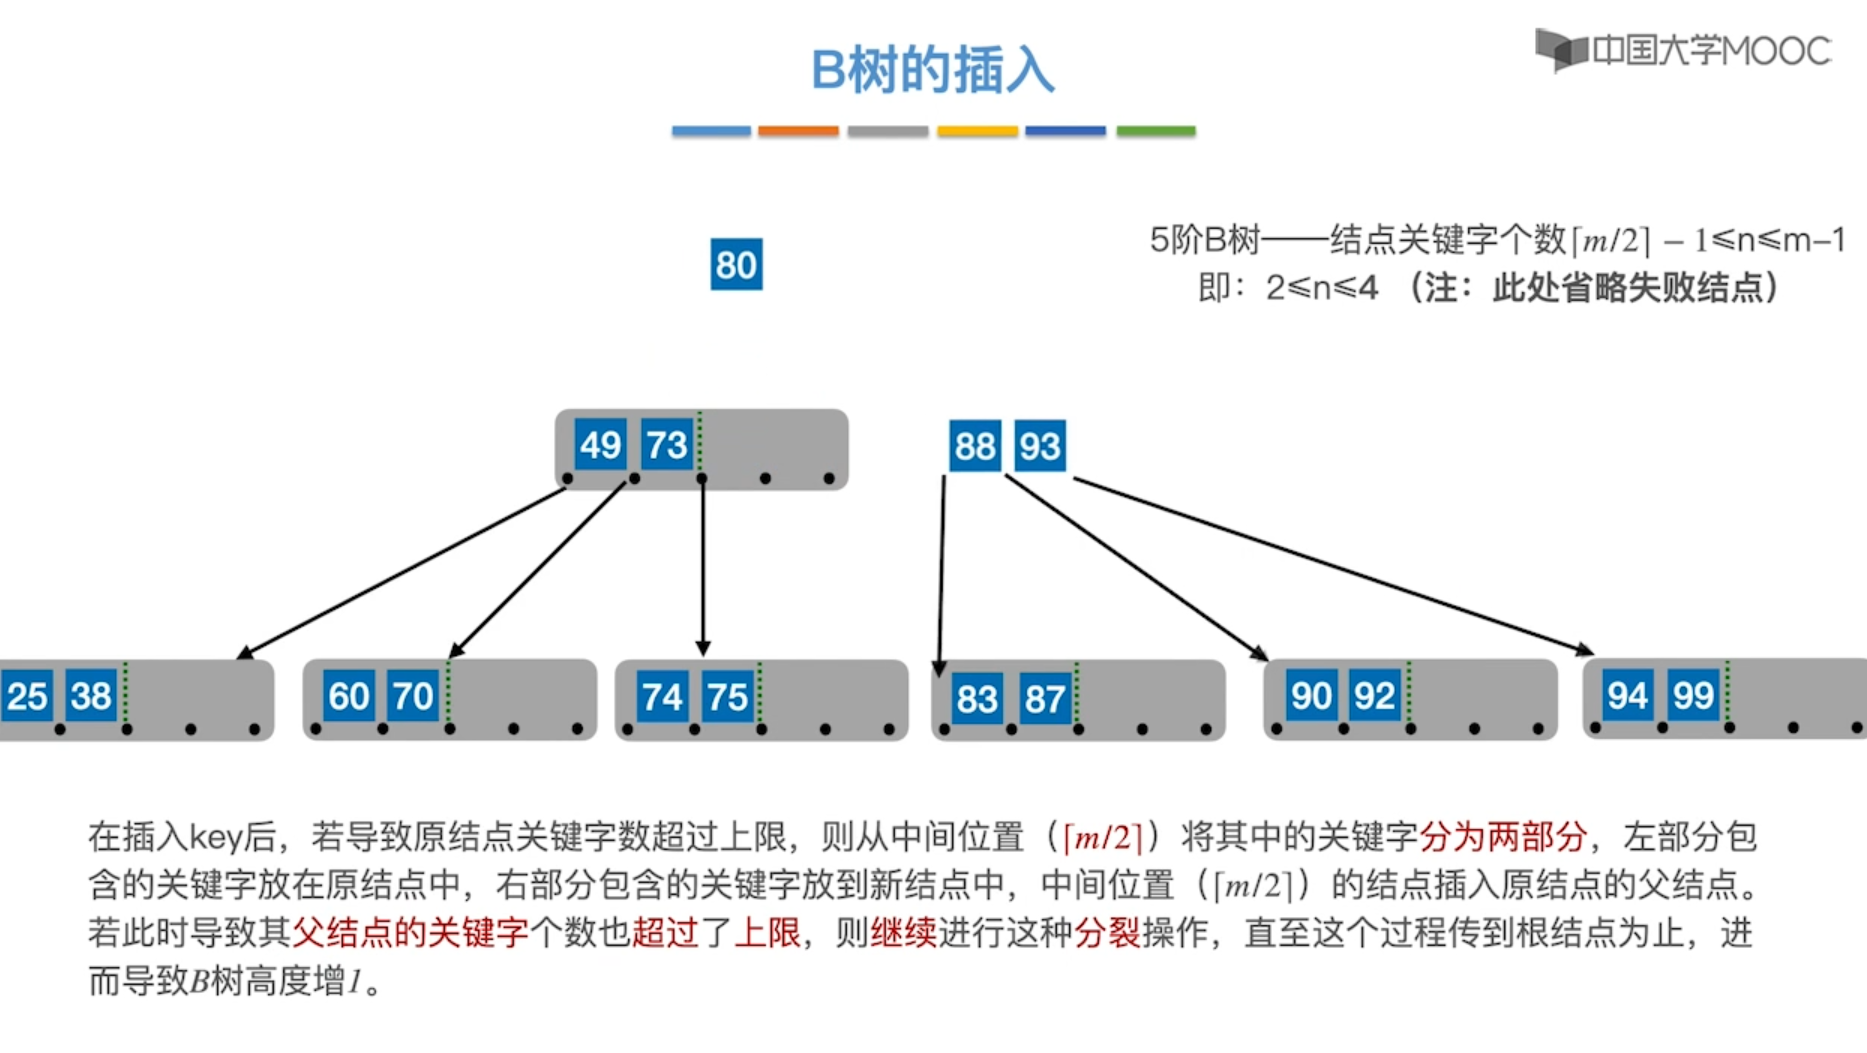 B树的插入
中国大学MOOC
80
5阶B树——结点关键字个数⌈m/2⌉ – 1≤n≤m–1
即：2≤n≤4 （注：此处省略失败结点）
49 73
88 93
25 38
60 70
74 75
83 87
90 92
94 99
在插入key后，若导致原结点关键字数超过上限，则从中间位置（⌈m/2⌉）将其中的关键字分为两部分，左部分包
含的关键字放在原结点中，右部分包含的关键字放到新结点中，中间位置（⌈m/2⌉）的结点插入原结点的父结点。
若此时导致其父结点的关键字个数也超过了上限，则继续进行这种分裂操作，直至这个过程传到根结点为止，进
而导致B树高度增1。